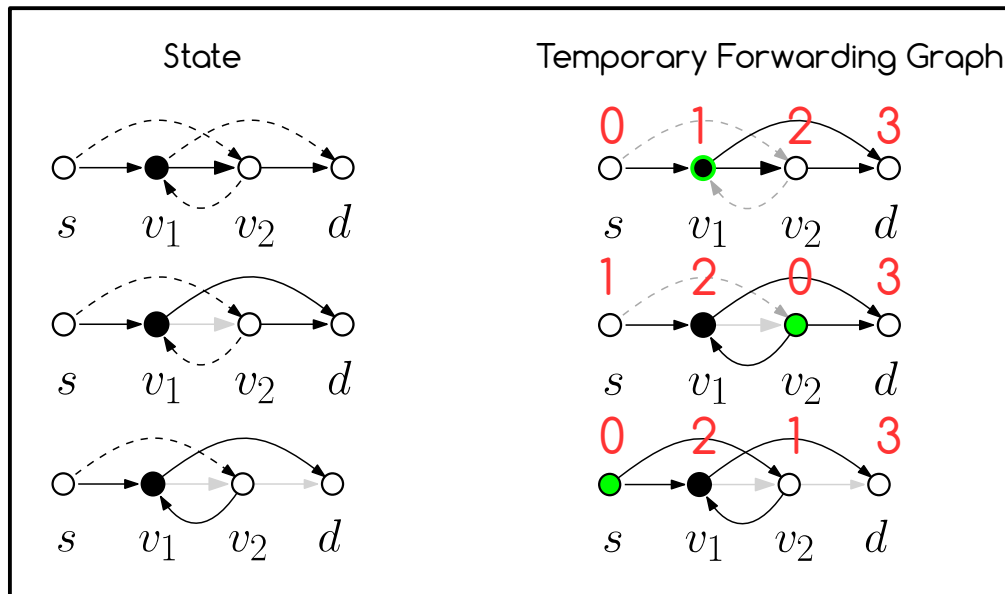 State Temporary Forwarding Graph
0 1 2 3
s v₁ v₂ d s v₁ v₂ d
1 2 0 3
s v₁ v₂ d s v₁ v₂ d
0 2 1 3
s v₁ v₂ d s v₁ v₂ d